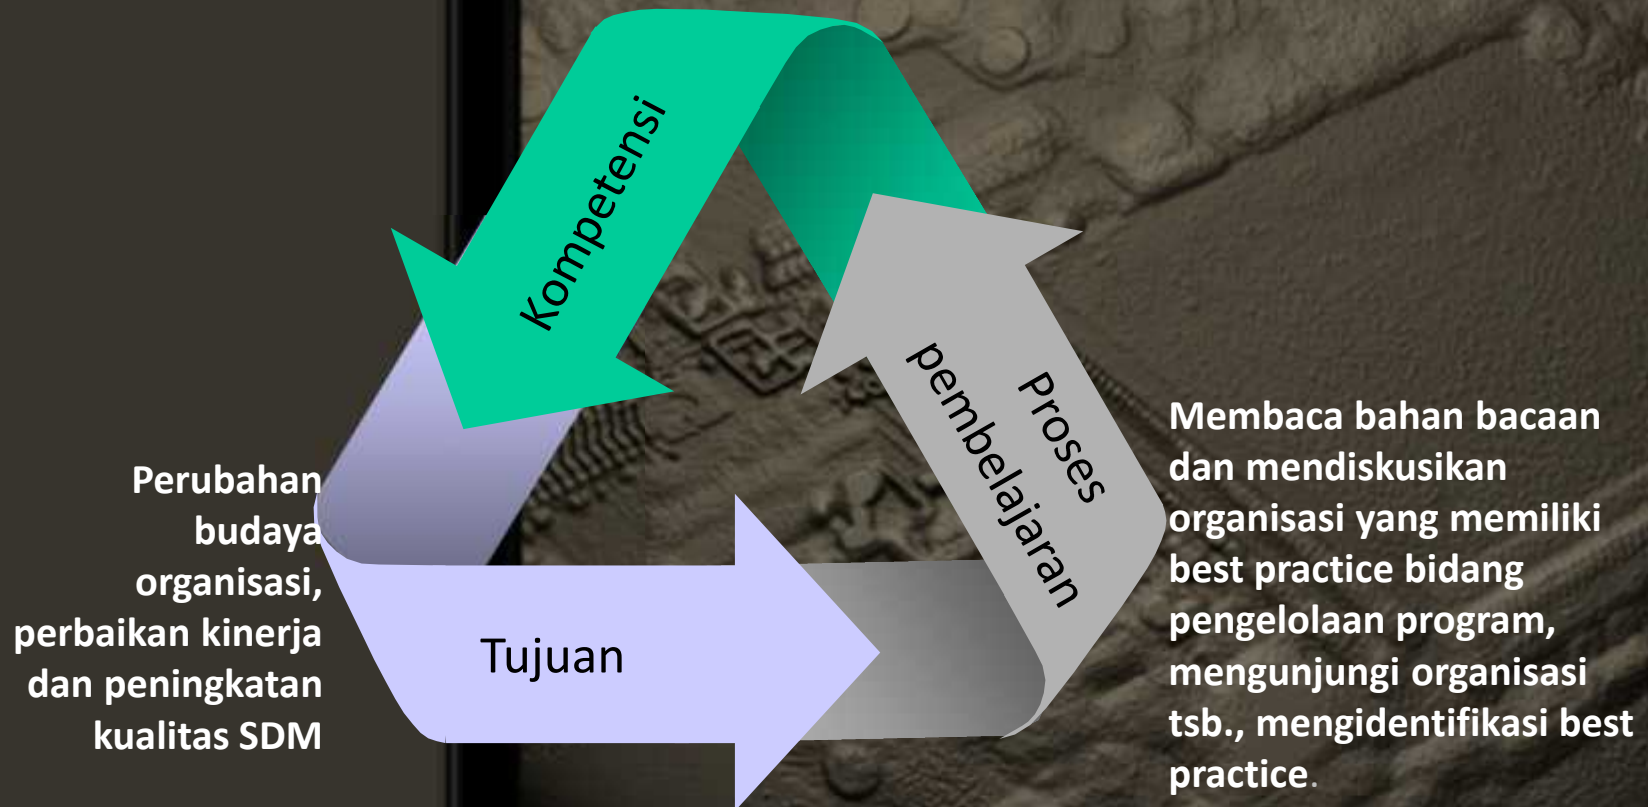 Kompetensi
Proses
pembelajaran
Tujuan
Perubahan
budaya
organisasi,
perbaikan kinerja
dan peningkatan
kualitas SDM
Membaca bahan bacaan
dan mendiskusikan
organisasi yang memiliki
best practice bidang
pengelolaan program,
mengunjungi organisasi
tsb., mengidentifikasi best
practice.